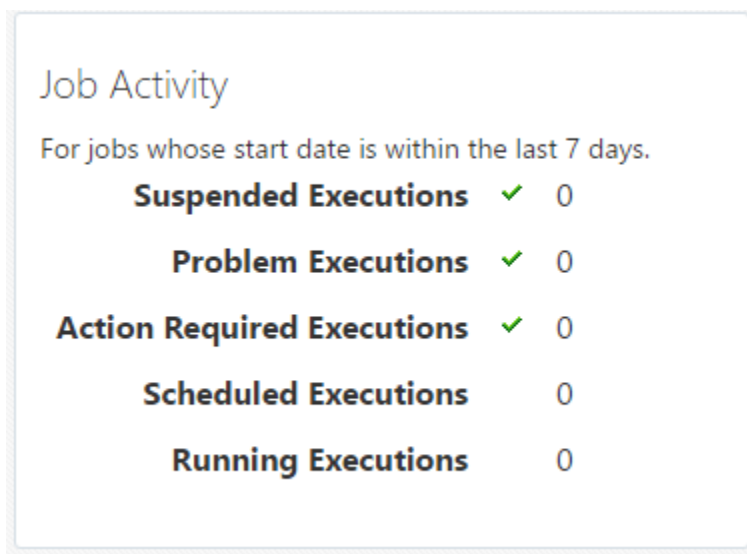 Job Activity
For jobs whose start date is within the last 7 days.
Suspended Executions 0
Problem Executions 0
Action Required Executions 0
Scheduled Executions 0
Running Executions 0